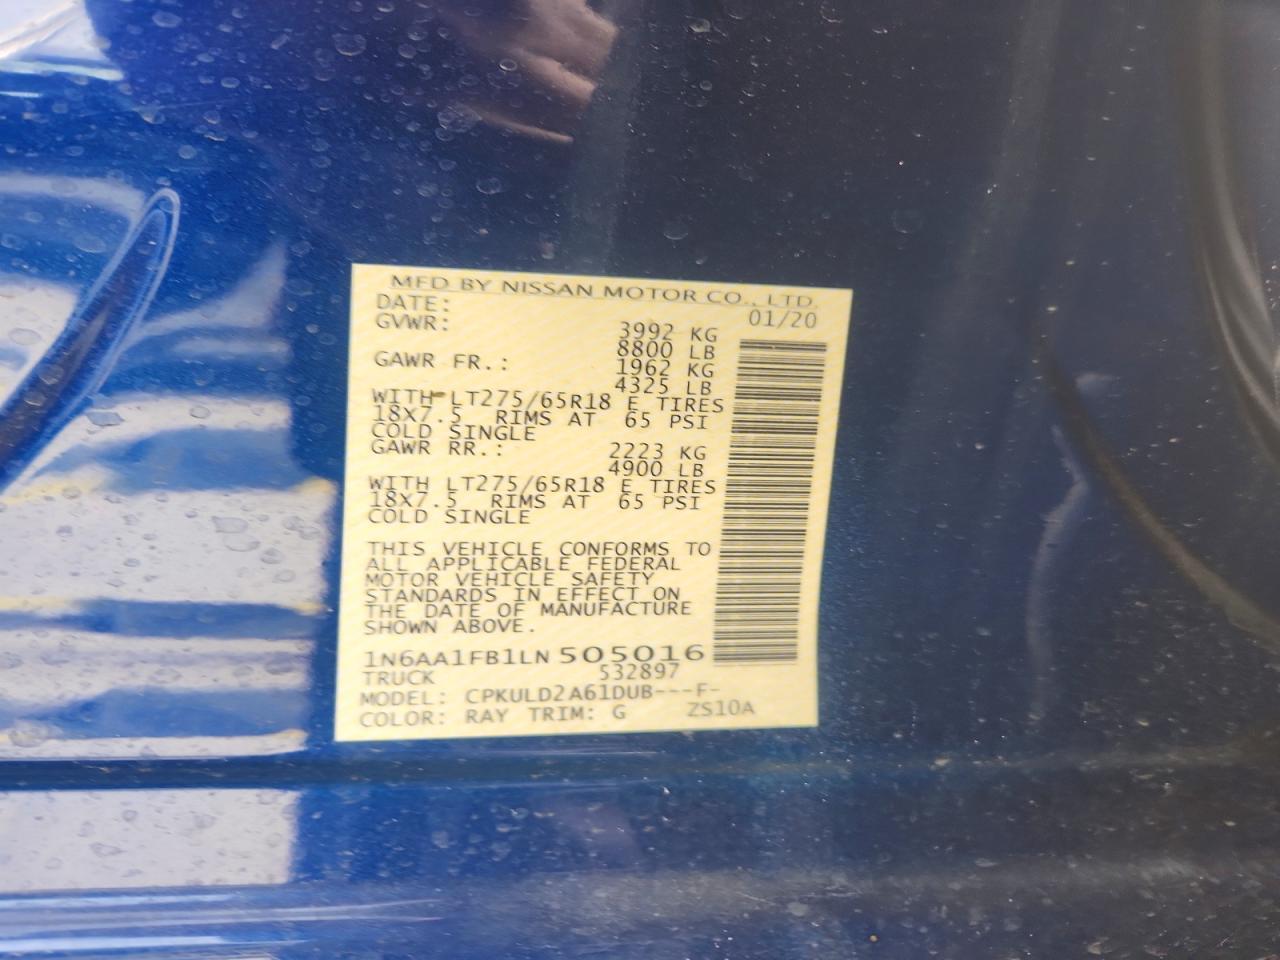 MFD BY NISSAN MOTOR CO., LTD.
DATE: 01/20
GVWR: 3992 KG
8800 LB
GAWR FR.: 1962 KG
4325 LB
WITH LT275/65R18 E TIRES
18X7.5 RIMS AT 65 PSI
COLD SINGLE
GAWR RR.: 2223 KG
4900 LB
WITH LT275/65R18 E TIRES
18X7.5 RIMS AT 65 PSI
COLD SINGLE
THIS VEHICLE CONFORMS TO
ALL APPLICABLE FEDERAL
MOTOR VEHICLE SAFETY
STANDARDS IN EFFECT ON
THE DATE OF MANUFACTURE
SHOWN ABOVE.
1N6AA1FB1LN 505016
TRUCK 532897
MODEL: CPKULD2A61DUB---F-
COLOR: RAY TRIM: G ZS10A